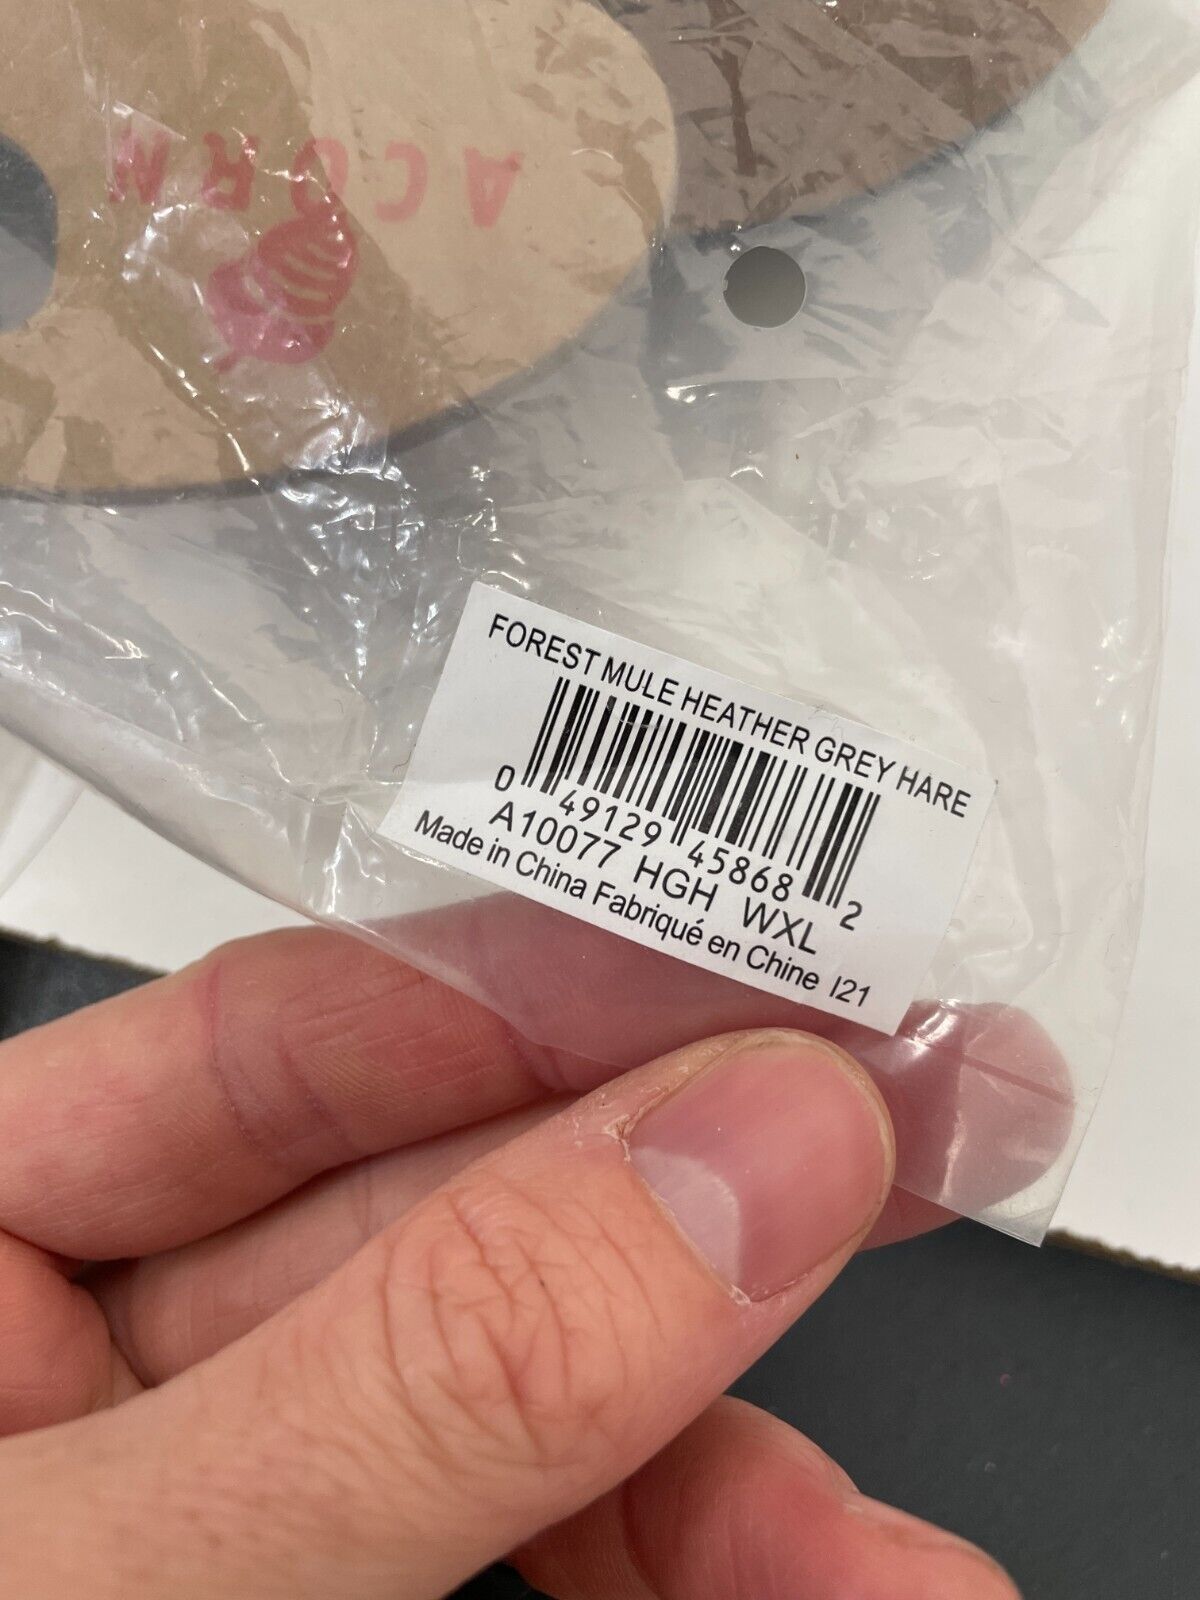 ACORN
FOREST MULE HEATHER GREY HARE
0 49129 45868 2
A10077 HGH WXL
Made in China Fabriqué en Chine I21